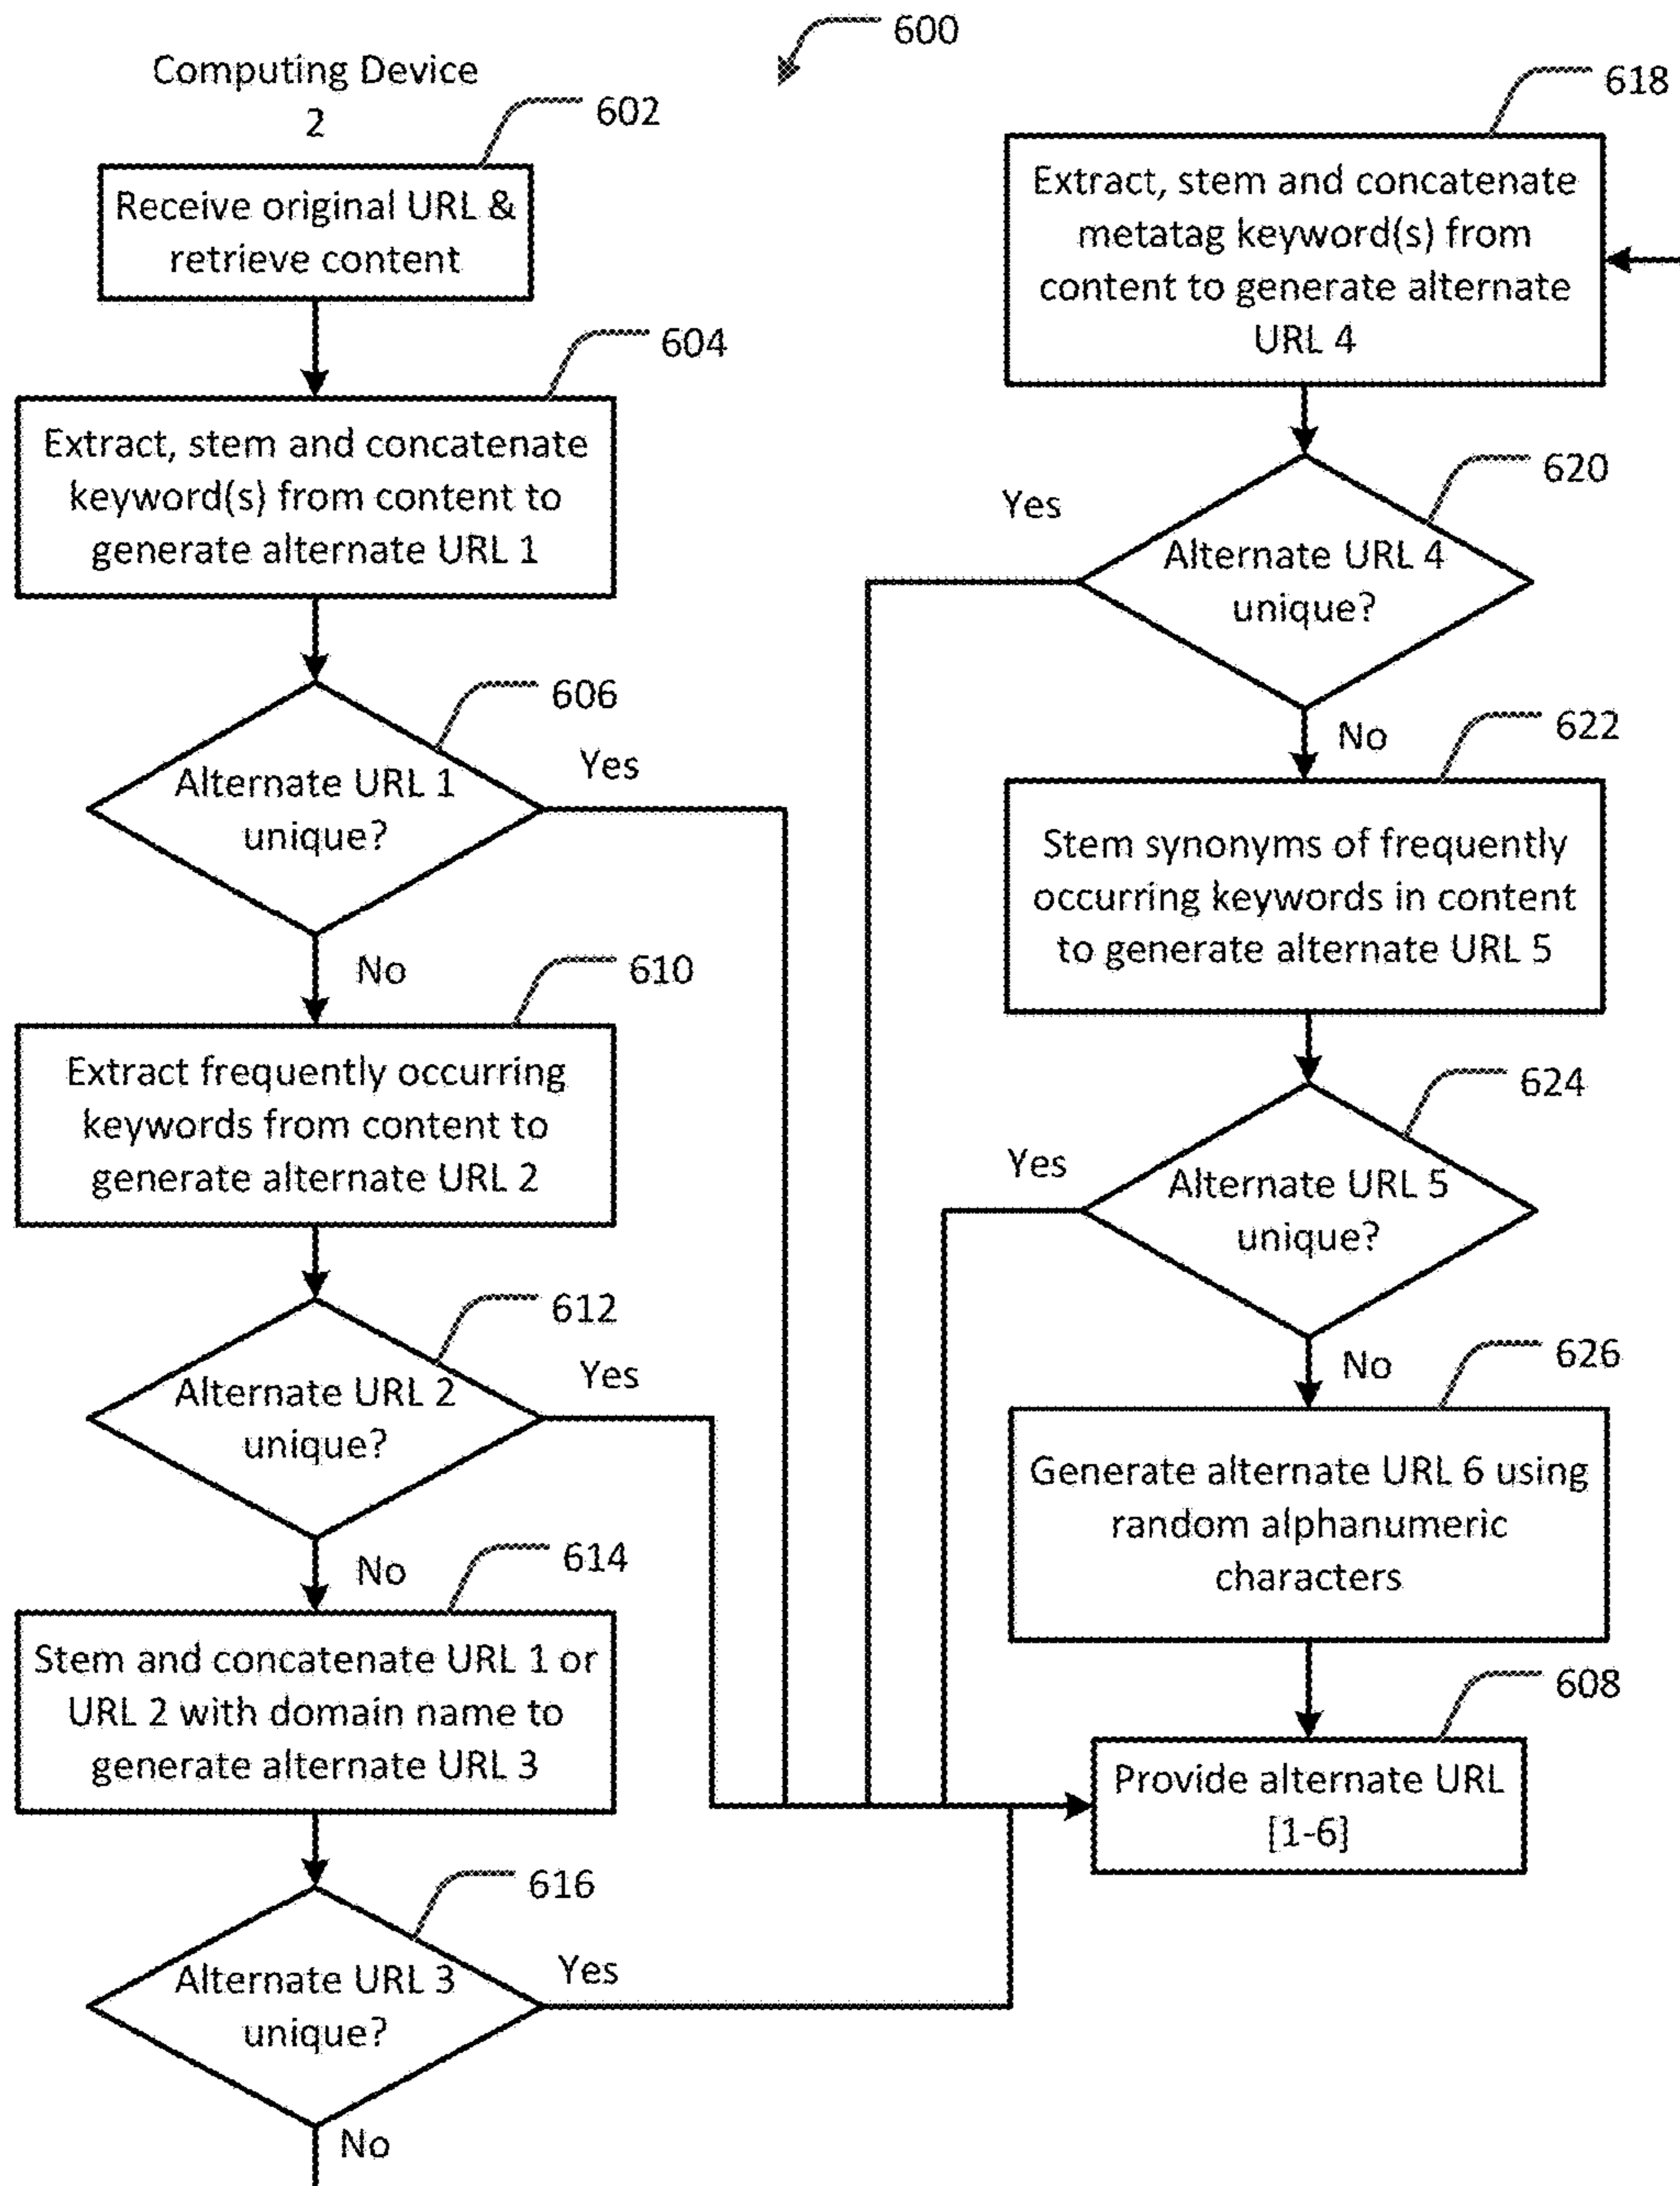 600
Computing Device
2
602
Receive original URL &
retrieve content
604
Extract, stem and concatenate
keyword(s) from content to
generate alternate URL 1
606
Alternate URL 1
unique?
Yes
No
610
Extract frequently occurring
keywords from content to
generate alternate URL 2
612
Alternate URL 2
unique?
Yes
No
614
Stem and concatenate URL 1 or
URL 2 with domain name to
generate alternate URL 3
616
Alternate URL 3
unique?
Yes
No
618
Extract, stem and concatenate
metatag keyword(s) from
content to generate alternate
URL 4
620
Yes
Alternate URL 4
unique?
No
622
Stem synonyms of frequently
occurring keywords in content
to generate alternate URL 5
624
Yes
Alternate URL 5
unique?
No
626
Generate alternate URL 6 using
random alphanumeric
characters
608
Provide alternate URL
[1-6]